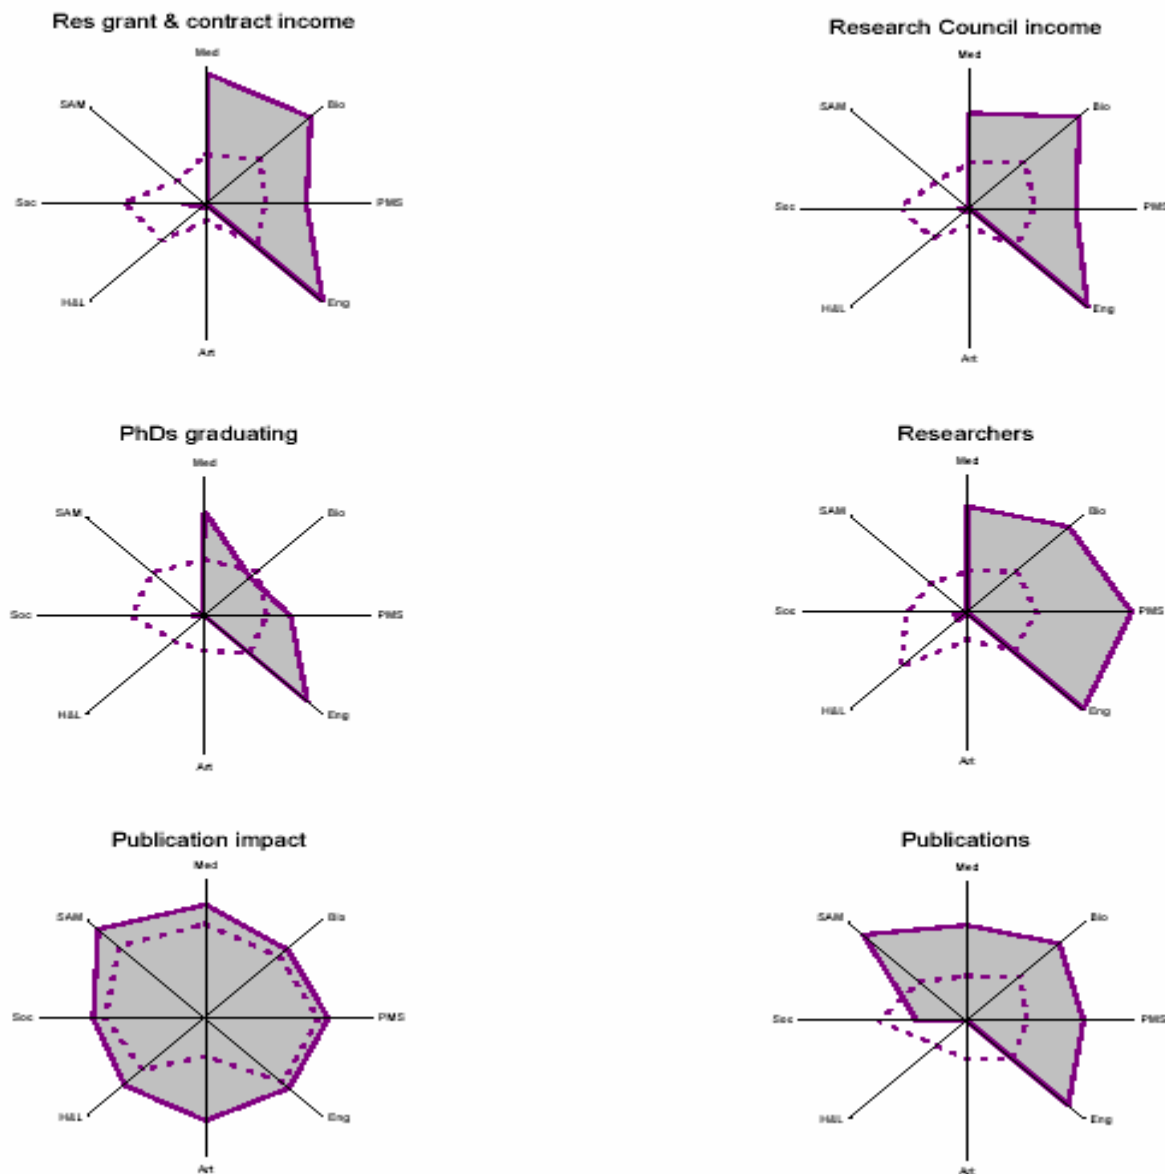 Res grant & contract income
Med
SAM
Bio
Soc
PMS
H&L
Eng
Art
Research Council income
Med
SAM
Bio
Soc
PMS
H&L
Eng
Art
PhDs graduating
Med
SAM
Bio
Soc
PMS
H&L
Eng
Art
Researchers
Med
SAM
Bio
Soc
PMS
H&L
Eng
Art
Publication impact
Med
SAM
Bio
Soc
PMS
H&L
Eng
Art
Publications
Med
SAM
Bio
Soc
PMS
H&L
Eng
Art